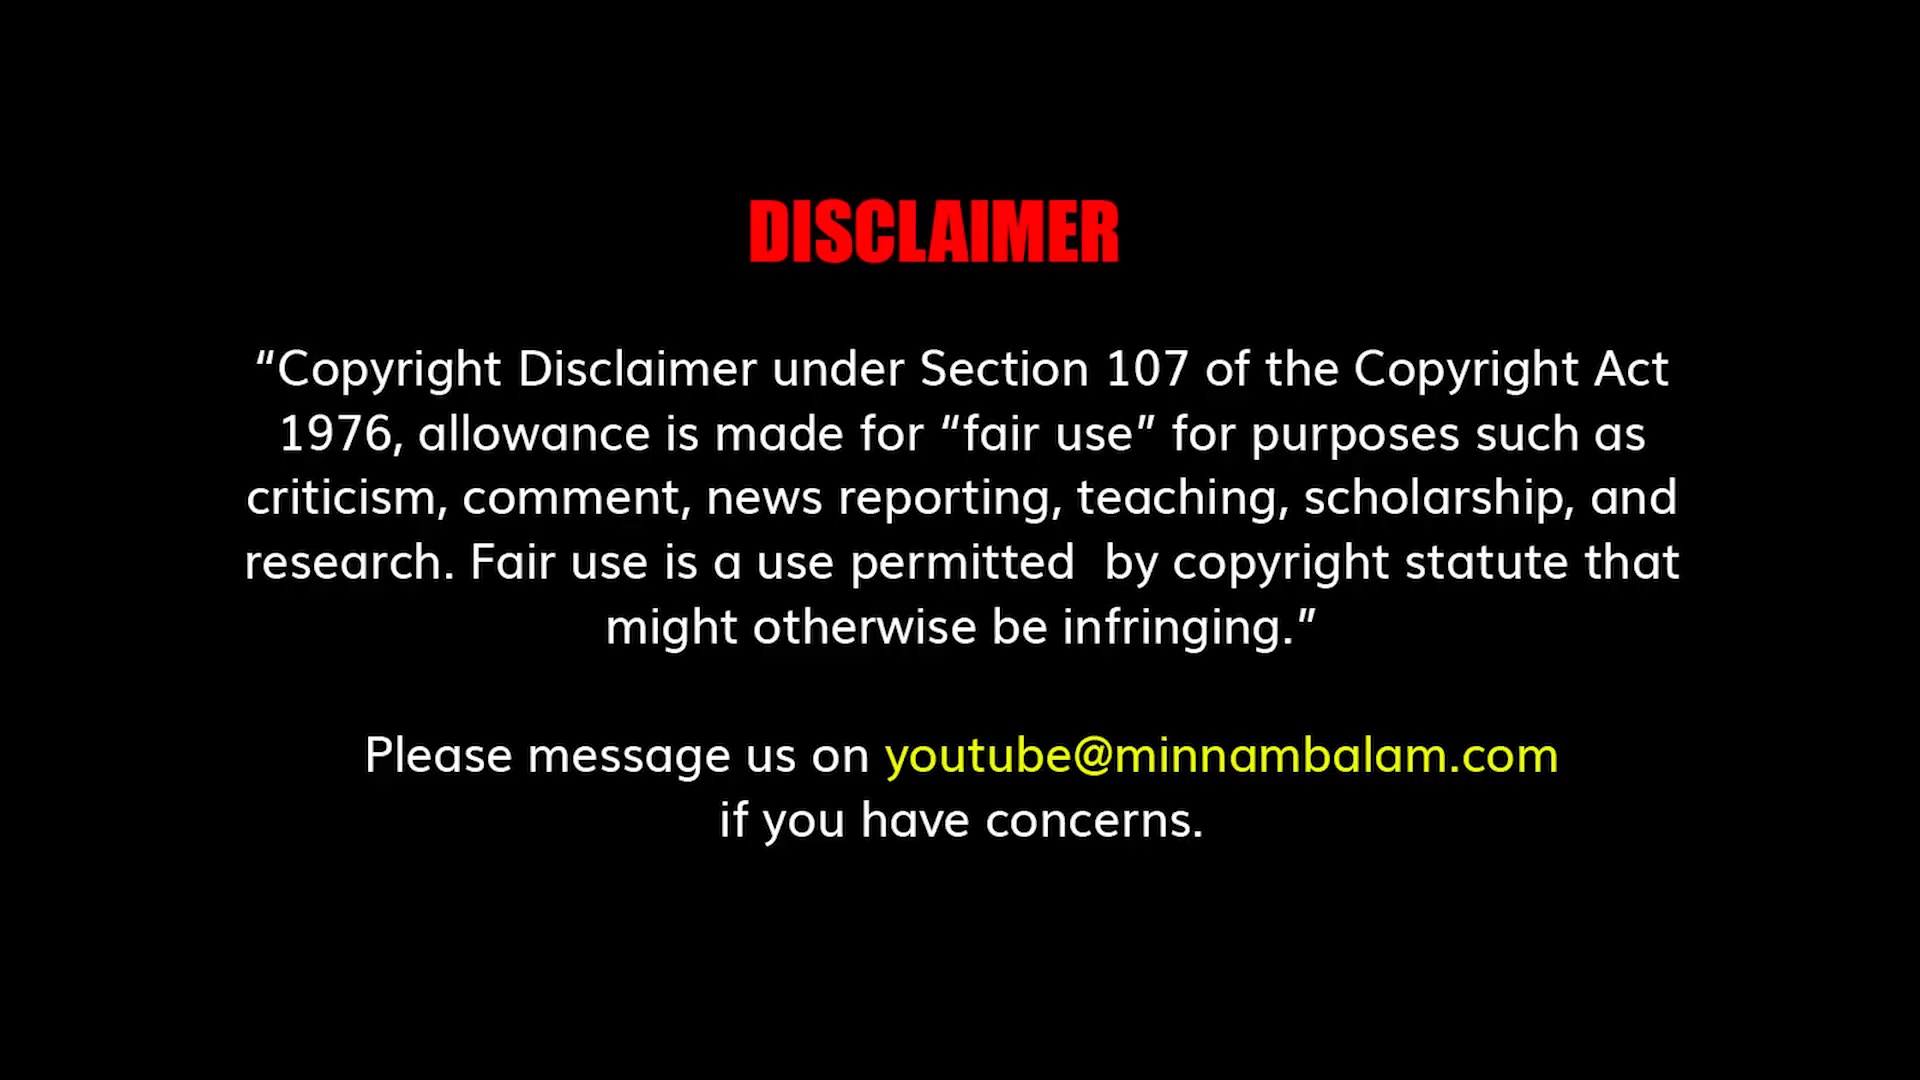 DISCLAIMER
“Copyright Disclaimer under Section 107 of the Copyright Act
1976, allowance is made for “fair use” for purposes such as
criticism, comment, news reporting, teaching, scholarship, and
research. Fair use is a use permitted  by copyright statute that
might otherwise be infringing.”
Please message us on youtube@minnambalam.com
if you have concerns.